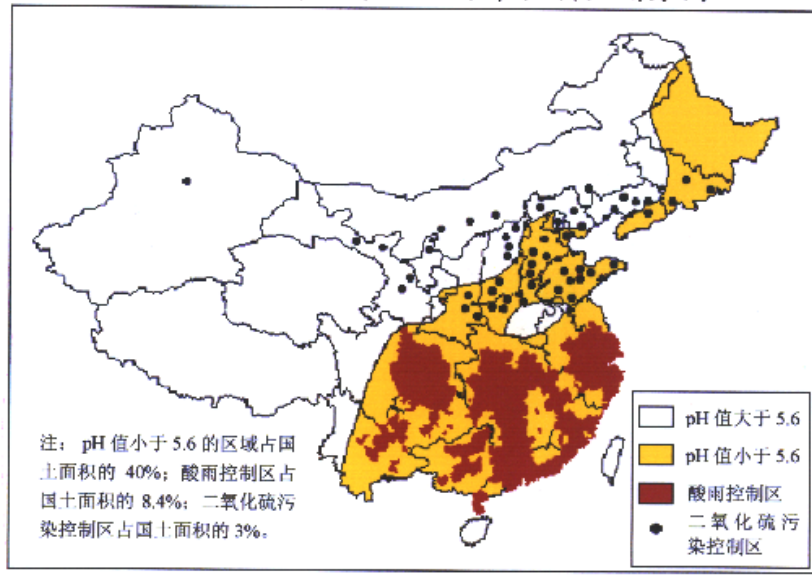 注： pH 值小于 5.6 的区域占国
土面积的 40%；酸雨控制区占
国土面积的 8.4%；二氧化硫污
染控制区占国土面积的 3%。
pH 值大于 5.6
pH 值小于 5.6
酸雨控制区
二氧化硫污
染控制区